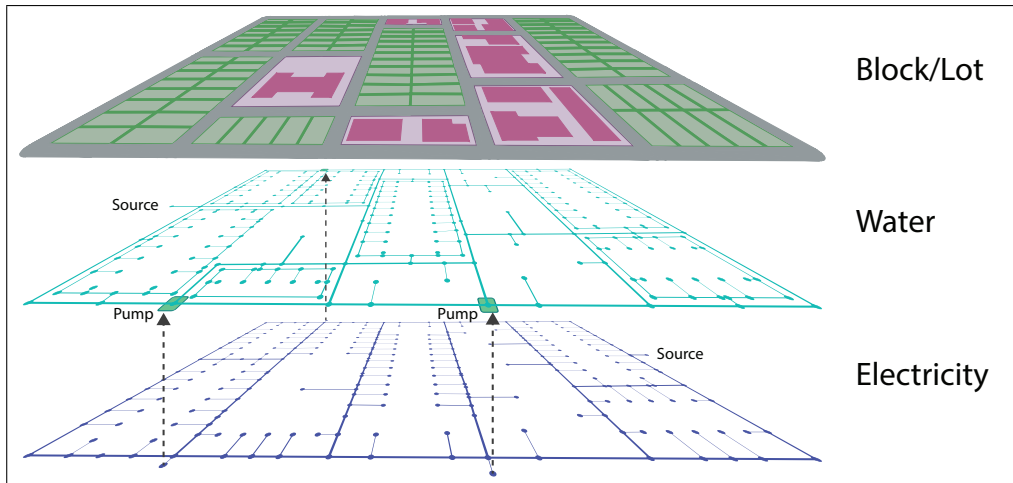 Block/Lot
Source
Water
Pump
Pump
Source
Electricity